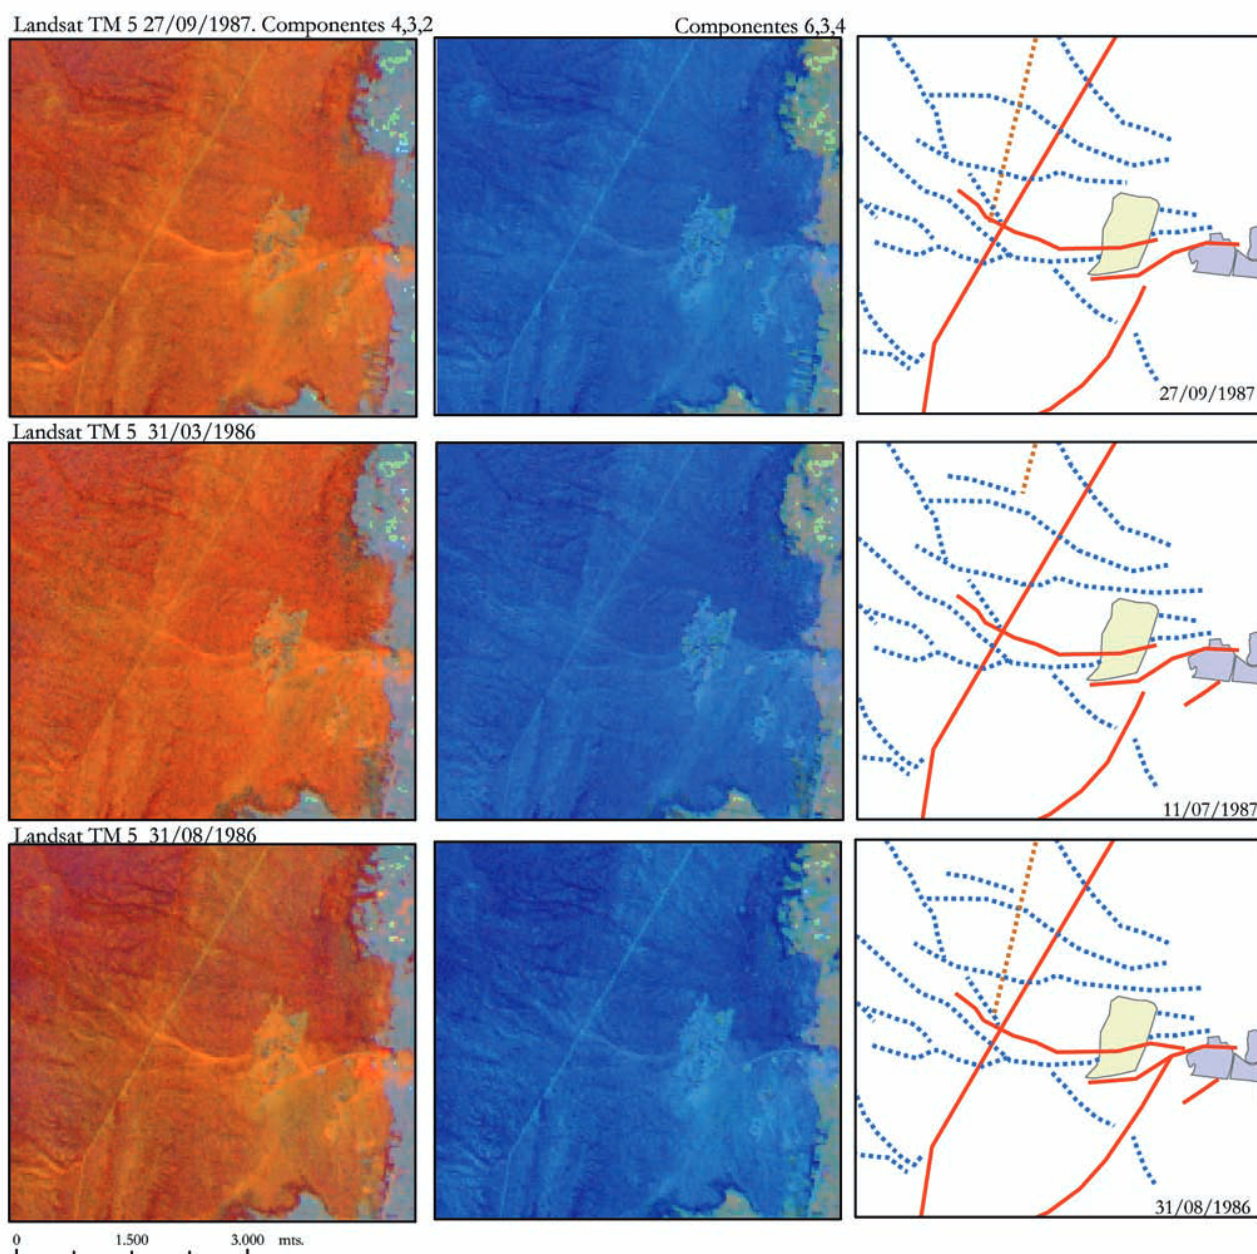 Landsat TM 5 27/09/1987. Componentes 4,3,2
Componentes 6,3,4
27/09/1987
Landsat TM 5 31/03/1986
11/07/1987
Landsat TM 5 31/08/1986
31/08/1986
0 1.500 3.000 mts.